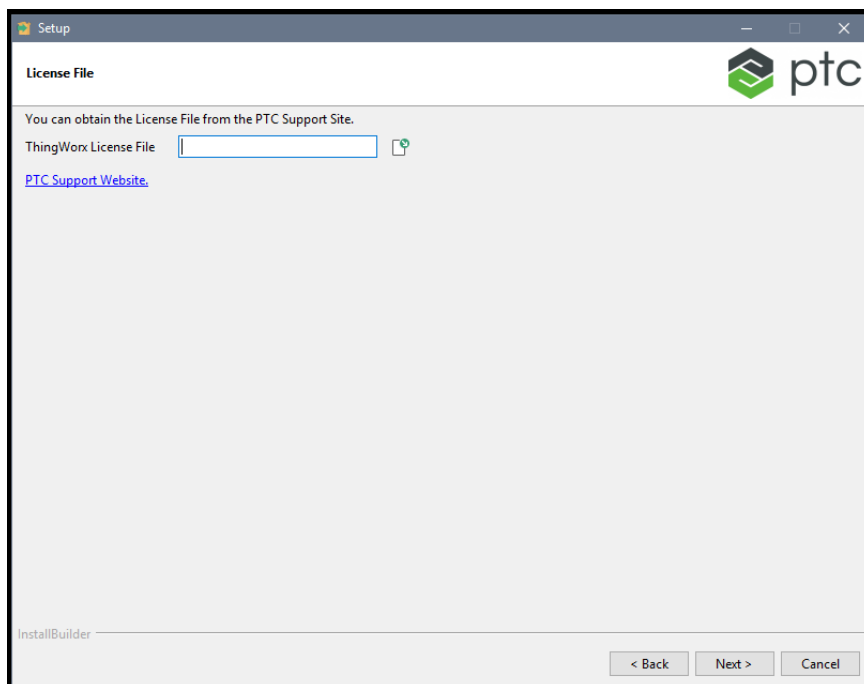 Setup
License File
ptc
You can obtain the License File from the PTC Support Site.
ThingWorx License File
PTC Support Website.
InstallBuilder
< Back Next > Cancel